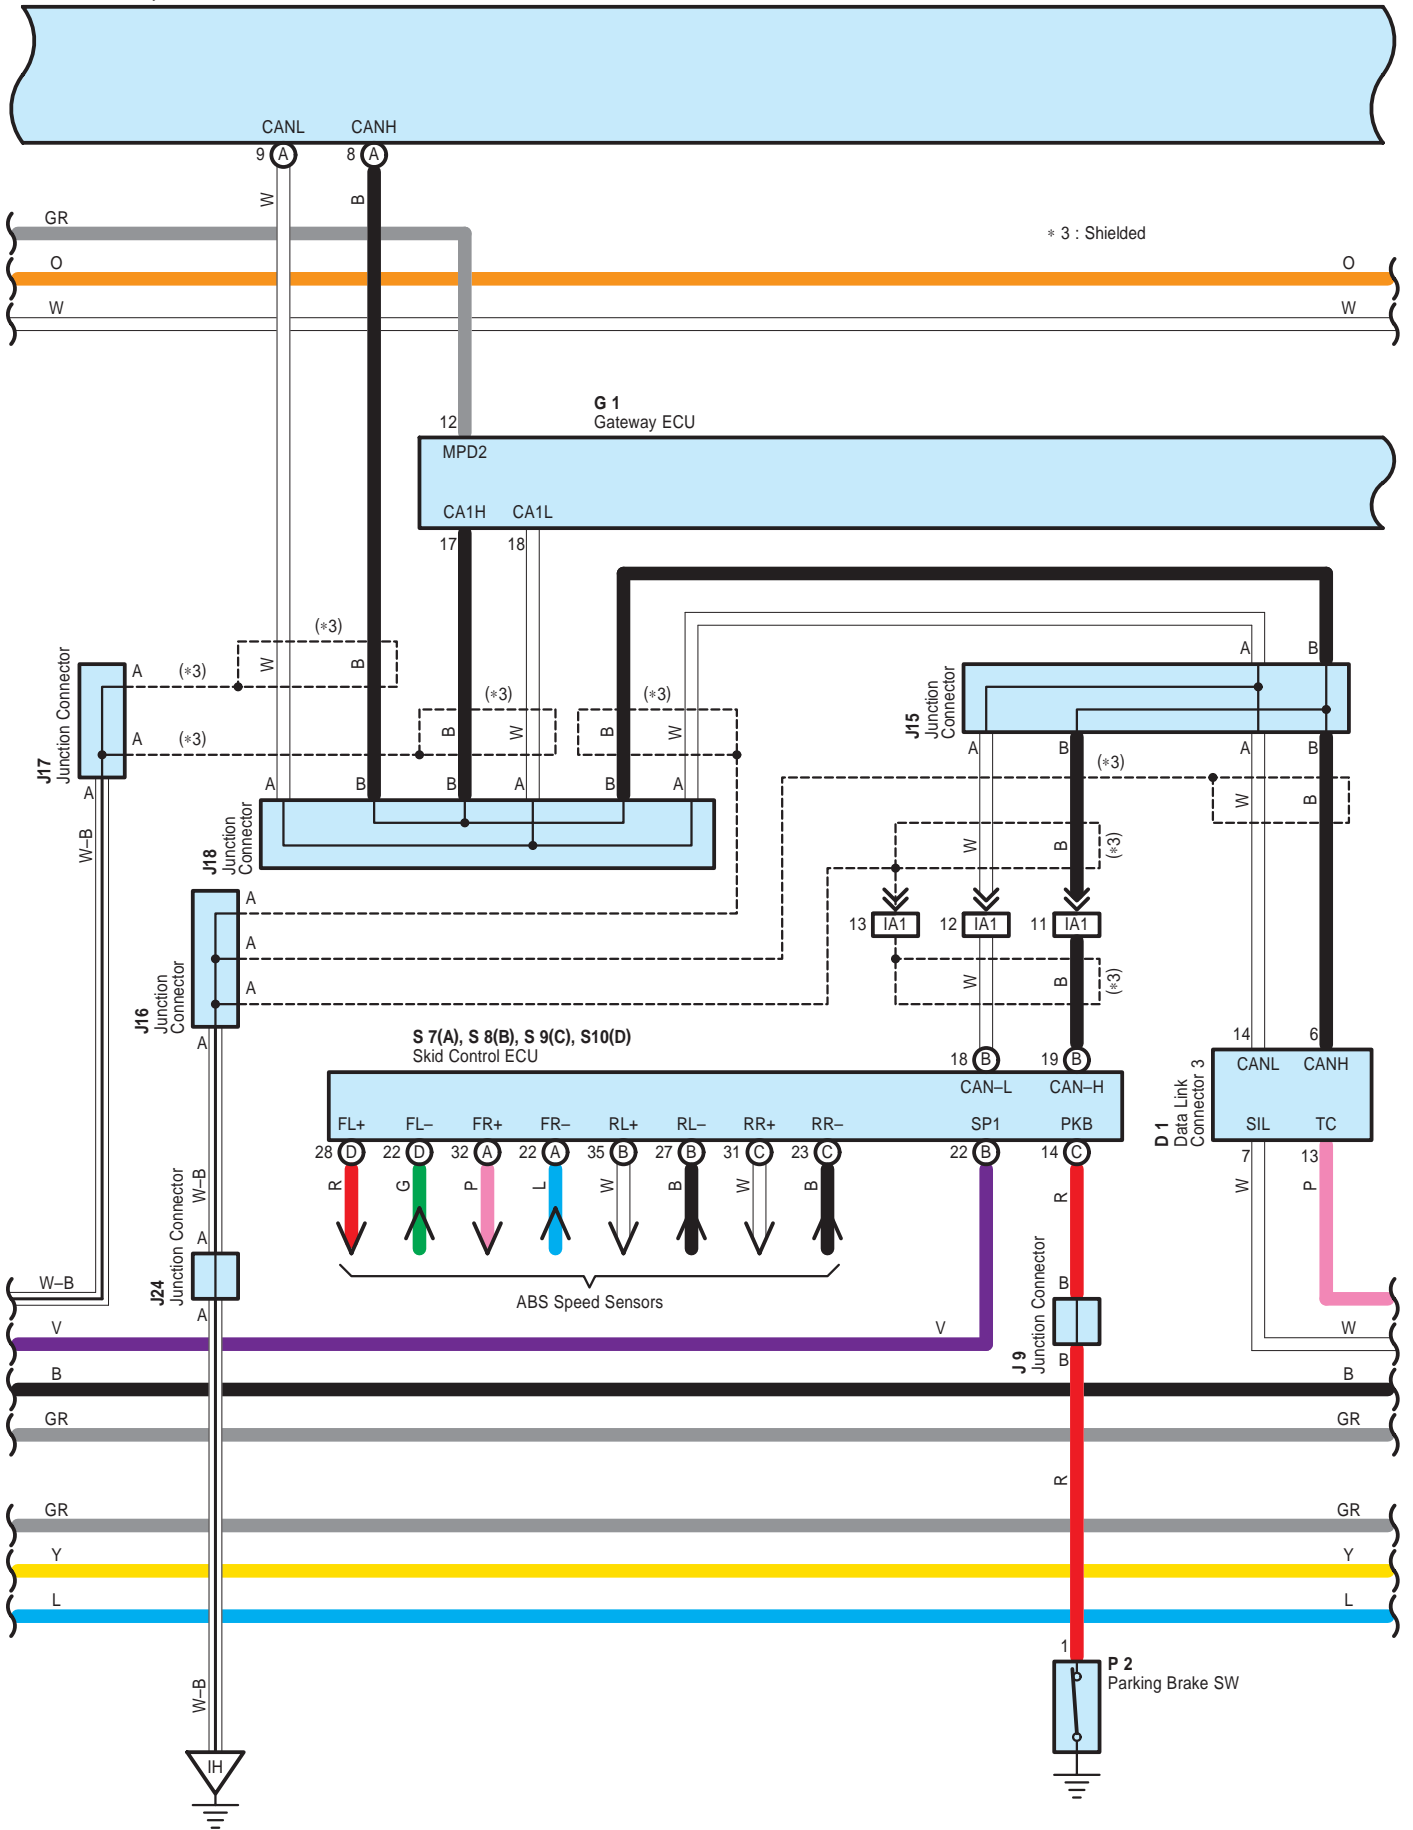 CANL CANH
9 A 8 A
W B
GR
* 3 : Shielded
O O
W W
G 1
Gateway ECU
12
MPD2
CA1H CA1L
17 18
(*3)
A (*3) W B
A B
J17
Junction Connector
(*3) (*3)
B W B W
J15
Junction
Connector
A (*3)
A B A B
(*3)
A
W–B
A B B A B A
J18
Junction
Connector
W B
W B (*3)
A
A
A
J16
Junction
Connector
13 IA1 12 IA1 11 IA1
W B (*3)
A
S 7(A), S 8(B), S 9(C), S10(D)
Skid Control ECU
18 B 19 B
14 6
CAN–L CAN–H
CANL CANH
D 1
Data Link
Connector 3
FL+ FL– FR+ FR– RL+ RL– RR+ RR– SP1 PKB
SIL TC
28 D 22 D 32 A 22 A 35 B 27 B 31 C 23 C 22 B 14 C
7 13
R G P L W B W B R
W P
W–B
A
J24
Junction Connector
A
ABS Speed Sensors
B
J 9
Junction Connector
B
W–B
V V W
B B
GR GR
R
GR GR
Y Y
L L
1
P 2
Parking Brake SW
W–B
IH